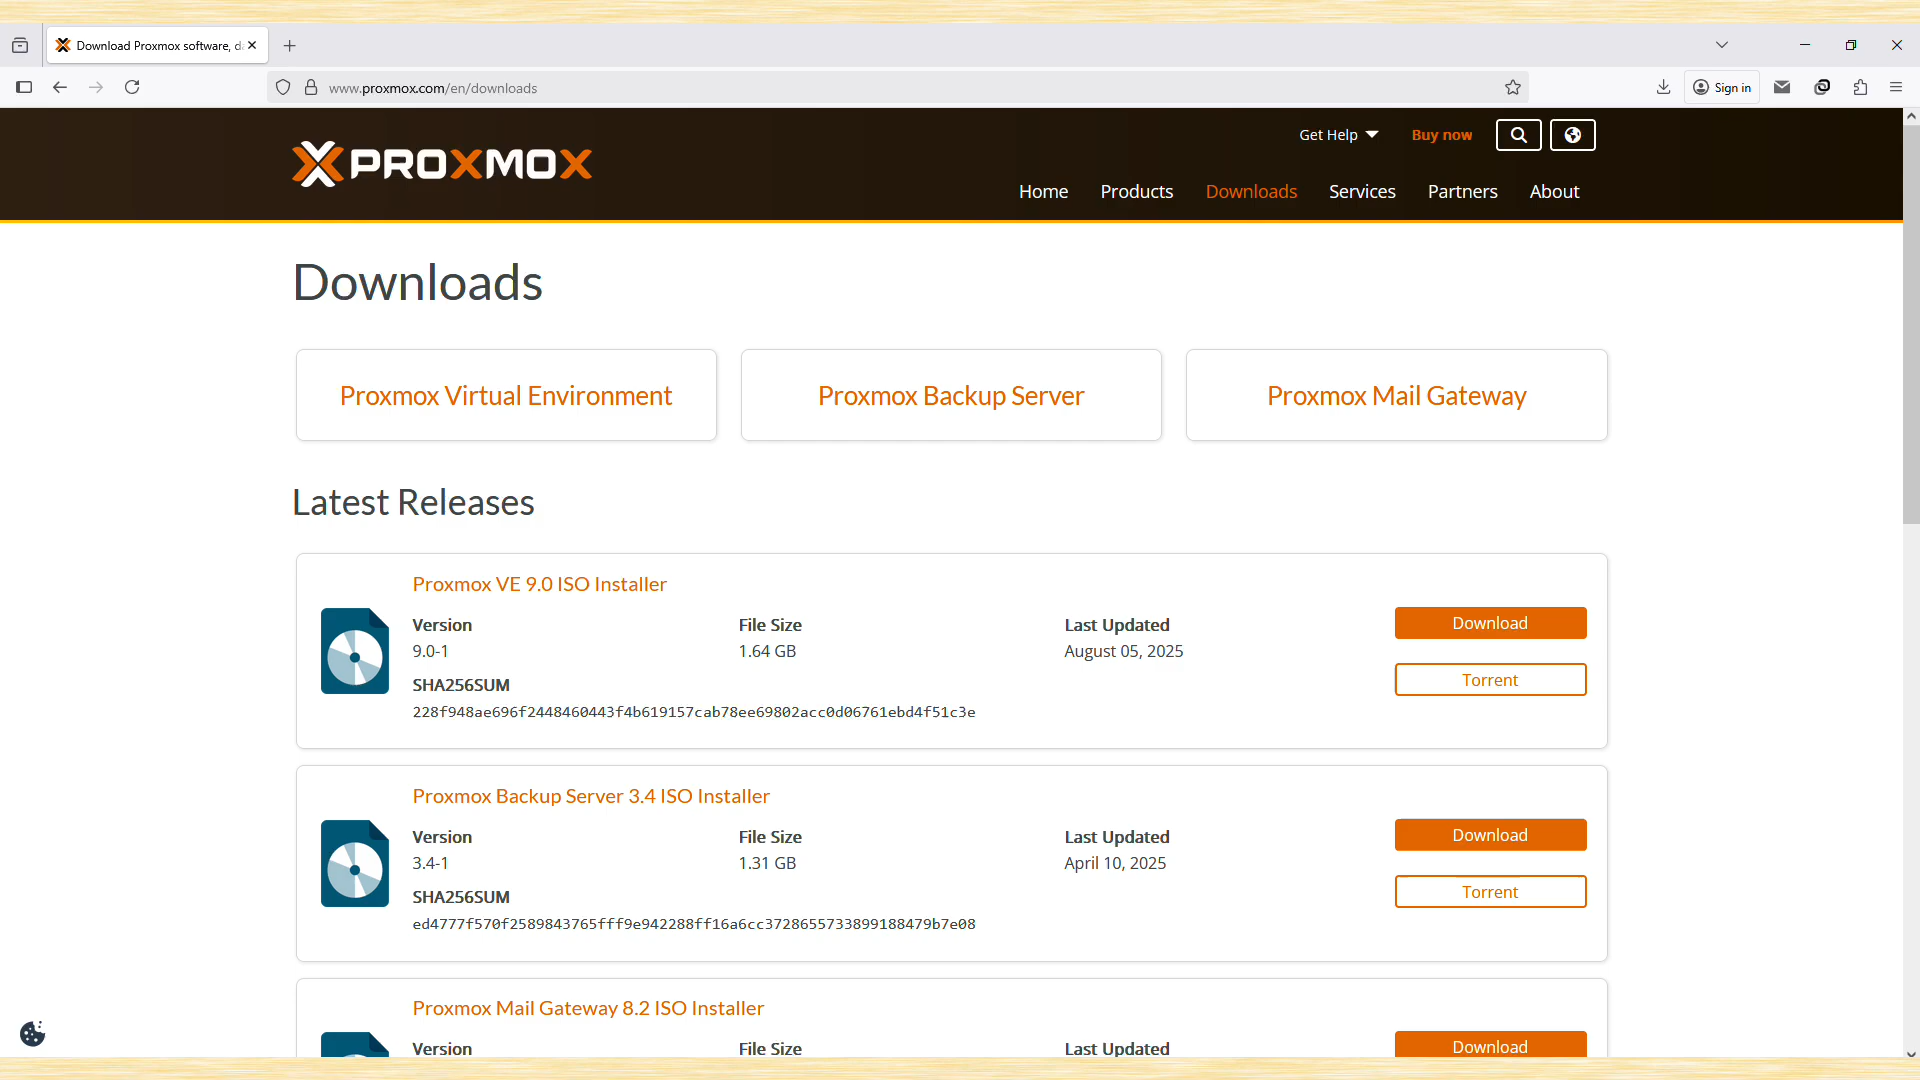 Download Proxmox software, d
www.proxmox.com/en/downloads
Sign in
PROXMOX
Get Help
Buy now
Home
Products
Downloads
Services
Partners
About
Downloads
Proxmox Virtual Environment
Proxmox Backup Server
Proxmox Mail Gateway
Latest Releases
Proxmox VE 9.0 ISO Installer
Version
File Size
Last Updated
Download
9.0-1
1.64 GB
August 05, 2025
Torrent
SHA256SUM
228f948ae696f2448460443f4b619157cab78ee69802acc0d06761ebd4f51c3e
Proxmox Backup Server 3.4 ISO Installer
Version
File Size
Last Updated
Download
3.4-1
1.31 GB
April 10, 2025
Torrent
SHA256SUM
ed4777f570f2589843765fff9e942288ff16a6cc3728655733899188479b7e08
Proxmox Mail Gateway 8.2 ISO Installer
Version
File Size
Last Updated
Download